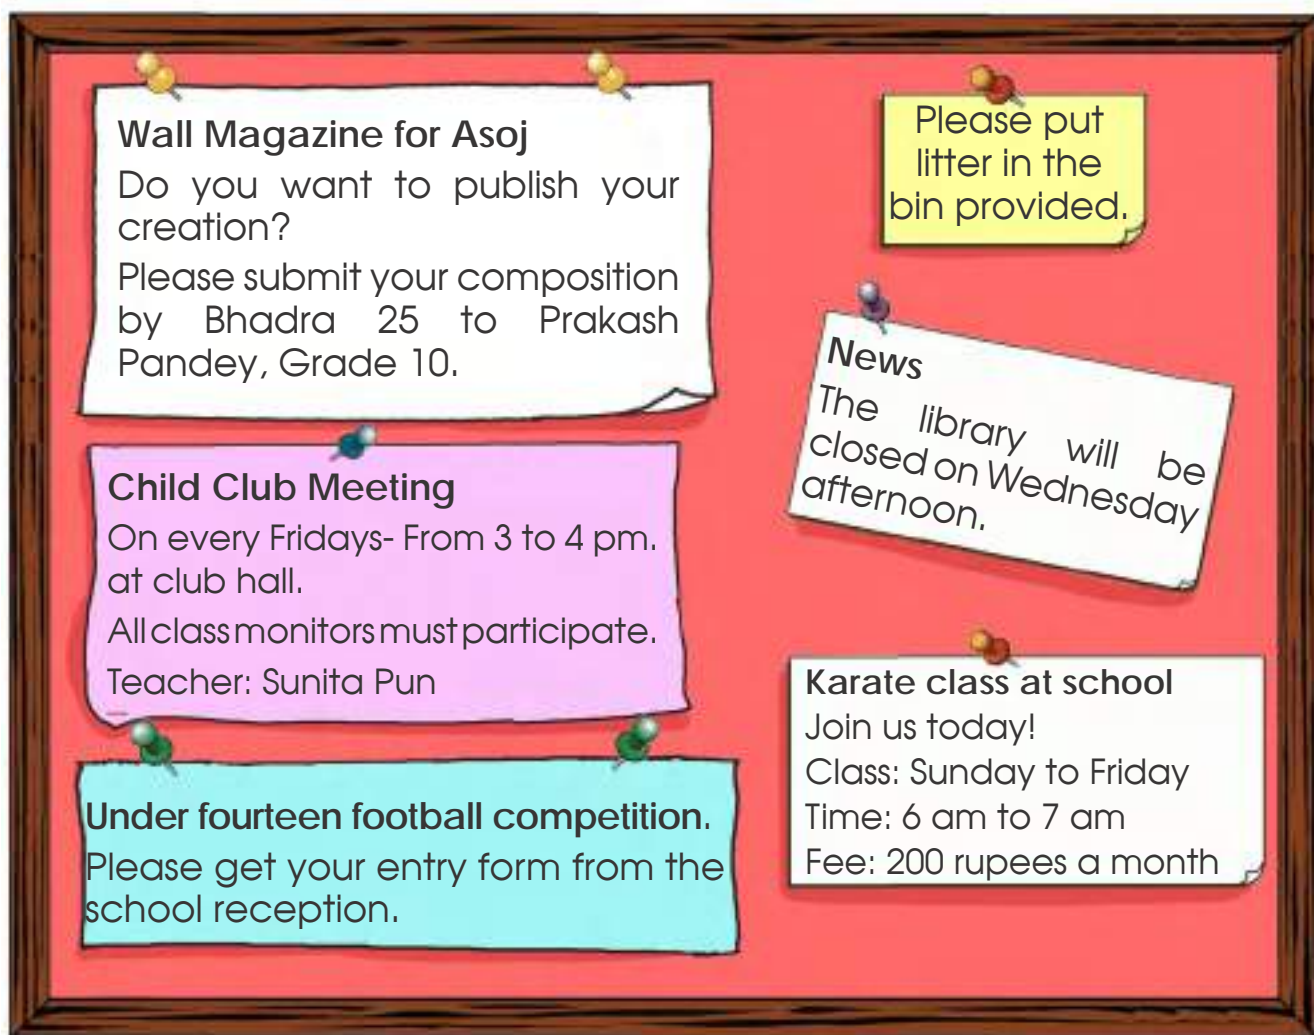 Wall Magazine for Asoj
Do you want to publish your
creation?
Please submit your composition
by Bhadra 25 to Prakash
Pandey, Grade 10.
Child Club Meeting
On every Fridays- From 3 to 4 pm.
at club hall.
All class monitors must participate.
Teacher: Sunita Pun
Under fourteen football competition.
Please get your entry form from the
school reception.
Please put
litter in the
bin provided.
News
The library will be
closed on Wednesday
afternoon.
Karate class at school
Join us today!
Class: Sunday to Friday
Time: 6 am to 7 am
Fee: 200 rupees a month